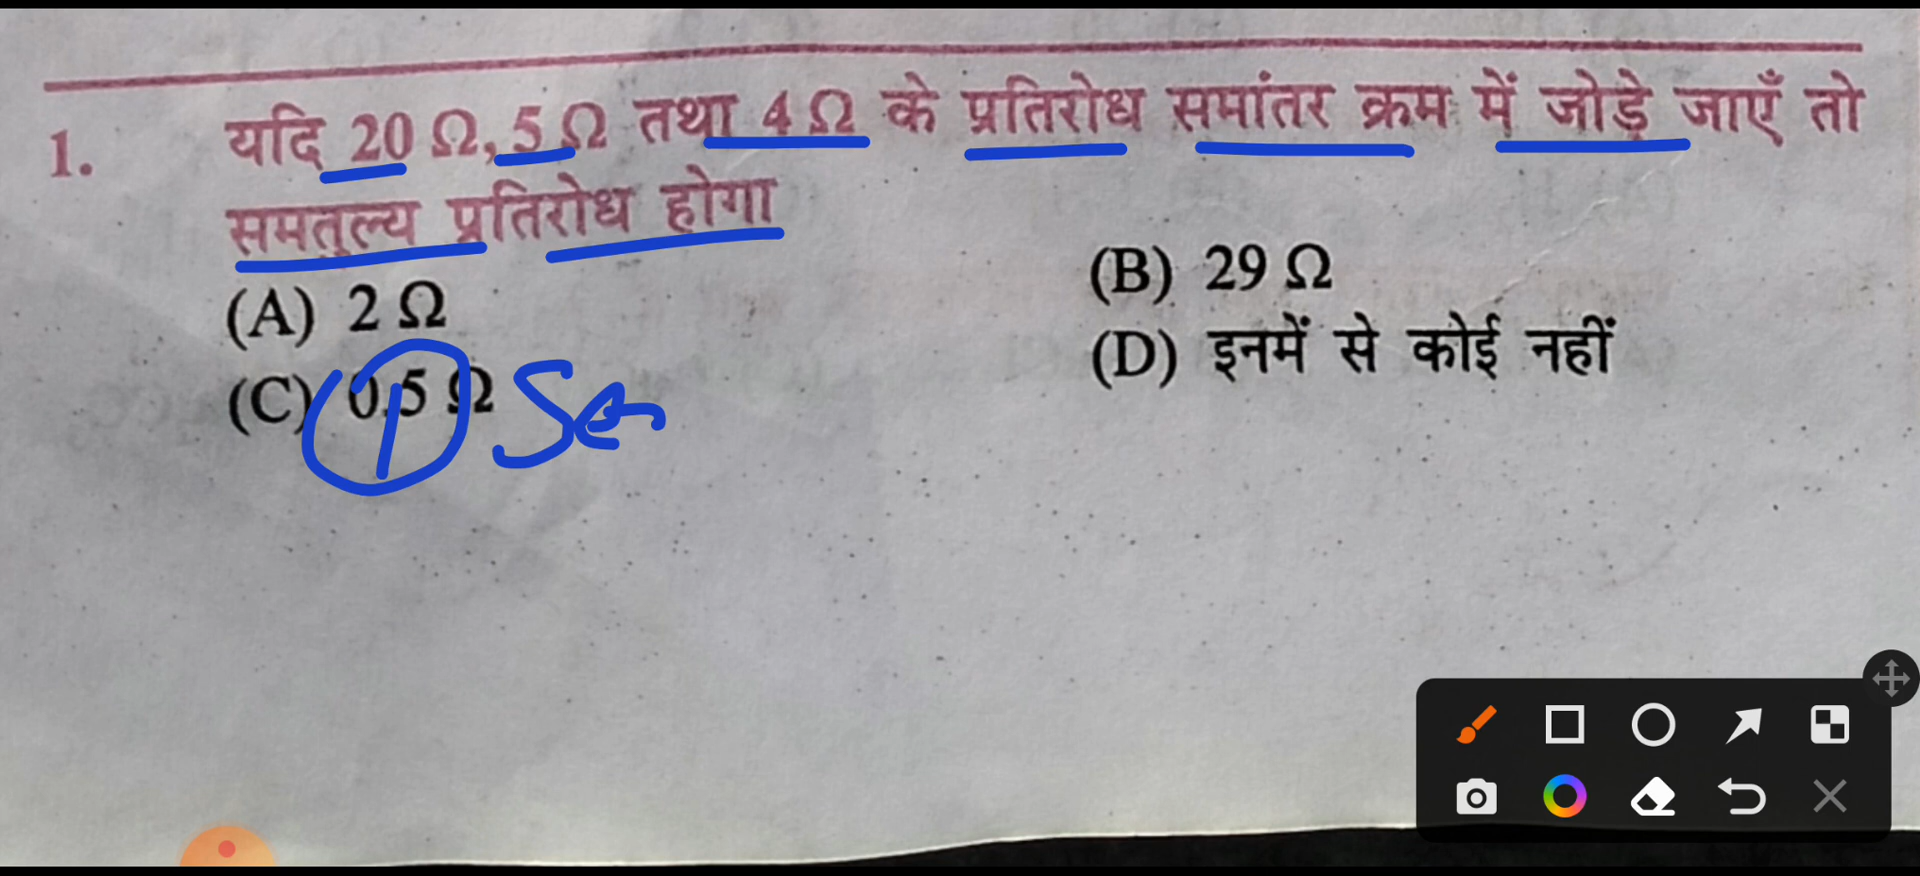 1. यदि 20 Ω, 5 Ω तथा 4 Ω के प्रतिरोध समांतर क्रम में जोड़े जाएँ तो
समतुल्य प्रतिरोध होगा
(A) 2 Ω (B) 29 Ω
(C) 0.5 Ω (D) इनमें से कोई नहीं
1